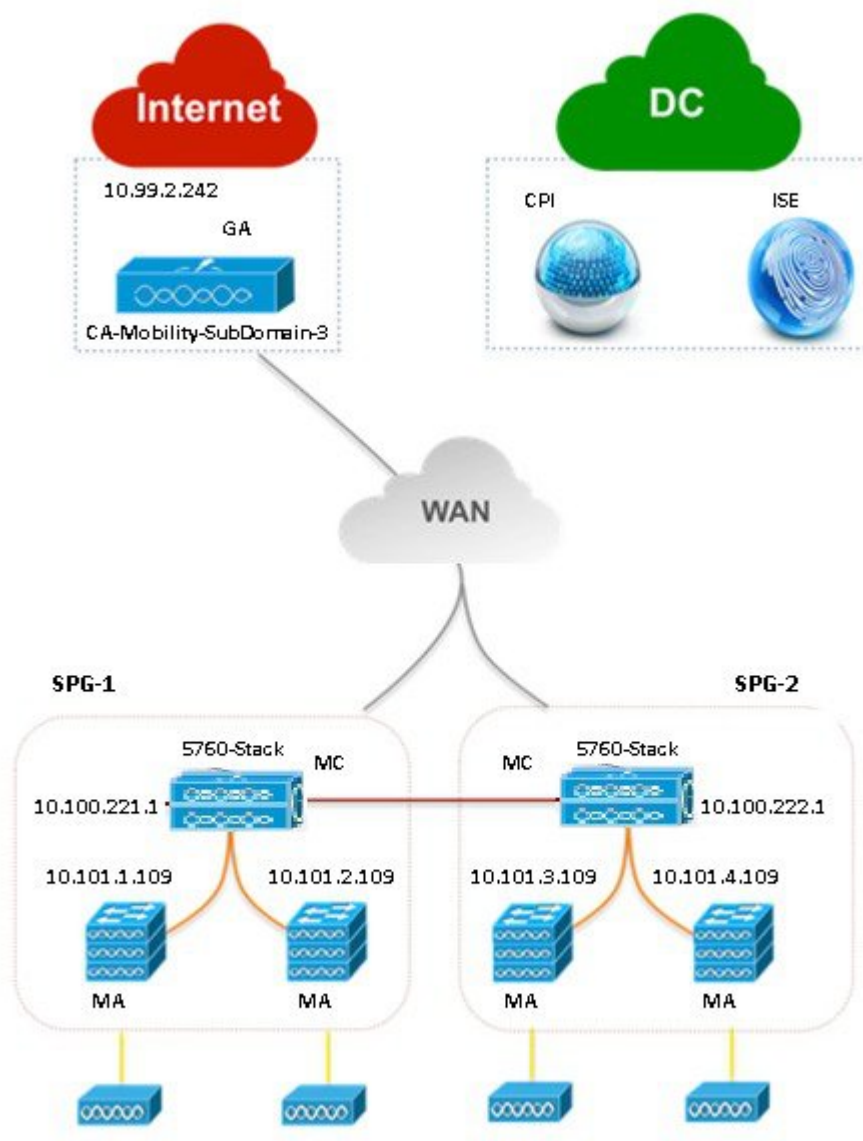 Internet
DC
10.99.2.242
GA
CA-Mobility-SubDomain-3
CPI
ISE
WAN
SPG-1
SPG-2
5760-Stack
MC
10.100.221.1
MC
5760-Stack
10.100.222.1
10.101.1.109
10.101.2.109
10.101.3.109
10.101.4.109
MA
MA
MA
MA